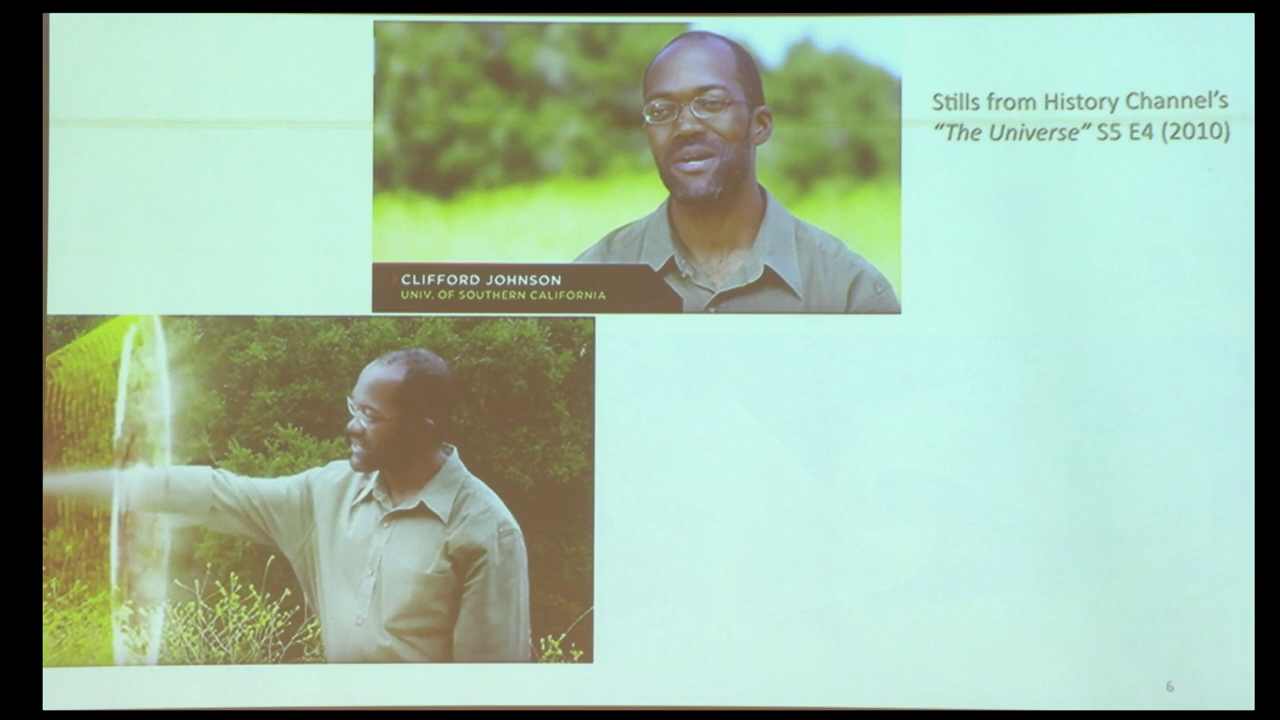 Stills from History Channel's
"The Universe" S5 E4 (2010)
CLIFFORD JOHNSON
UNIV. OF SOUTHERN CALIFORNIA
6